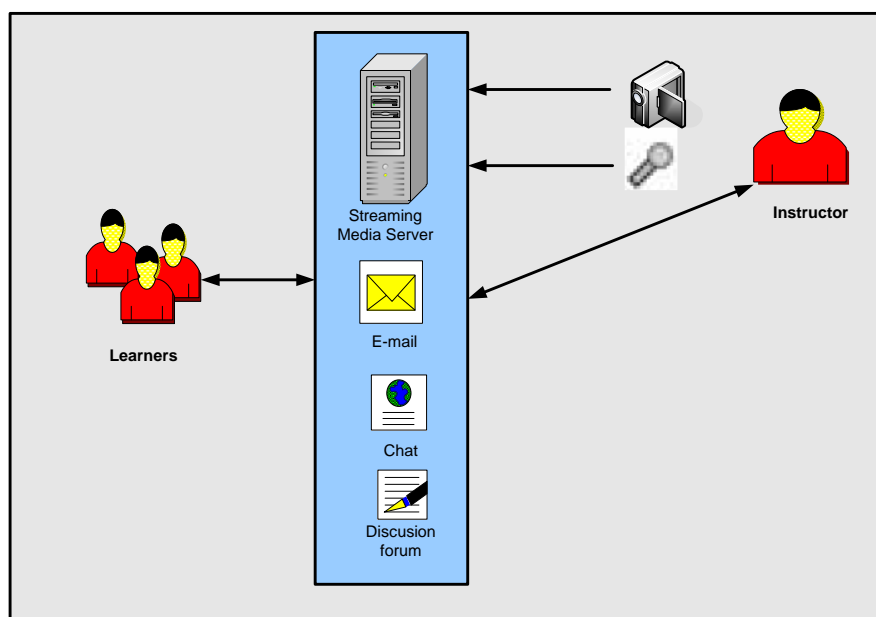 Streaming
Media Server
Instructor
E-mail
Learners
Chat
Discusion
forum